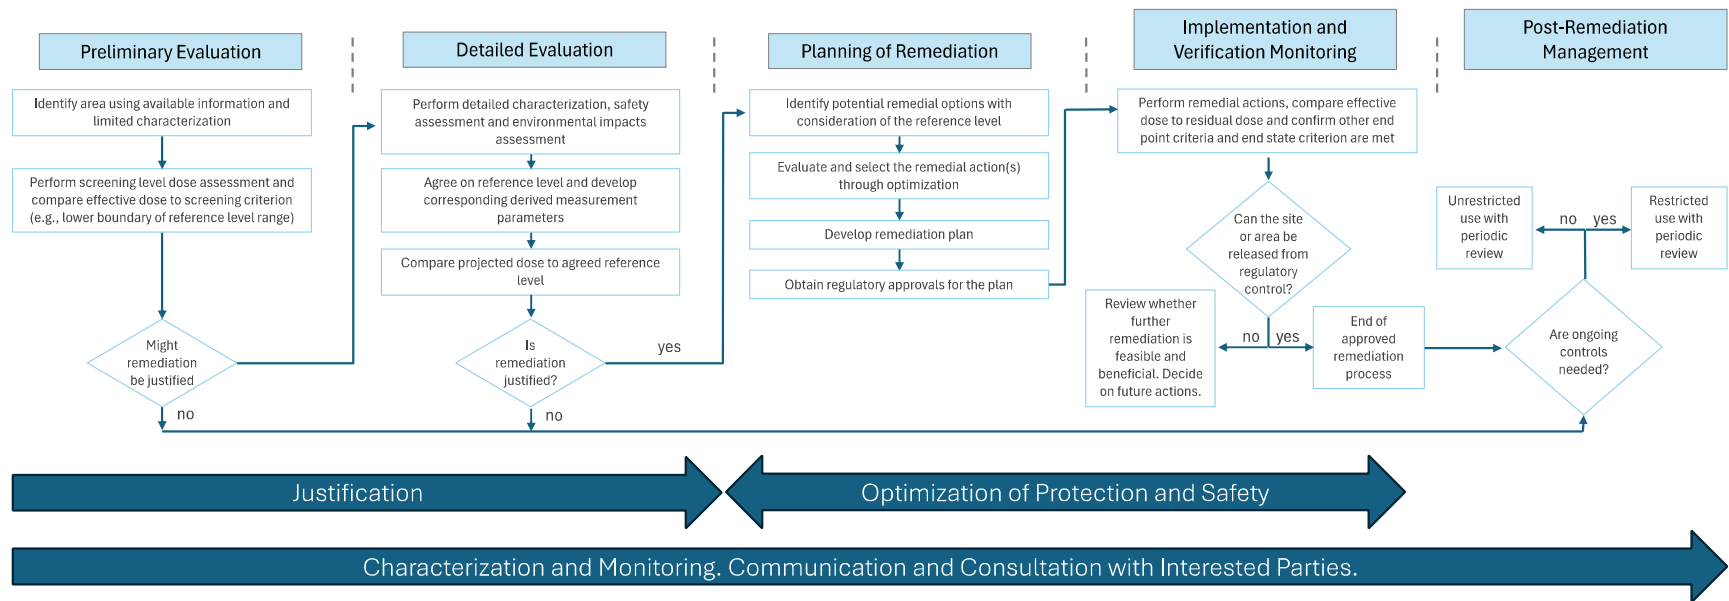 Preliminary Evaluation
Identify area using available information and
limited characterization
Perform screening level dose assessment and
compare effective dose to screening criterion
(e.g., lower boundary of reference level range)
Might
remediation
be justified
no
Detailed Evaluation
Perform detailed characterization, safety
assessment and environmental impacts
assessment
Agree on reference level and develop
corresponding derived measurement
parameters
Compare projected dose to agreed reference
level
Is
remediation
justified?
yes
no
Planning of Remediation
Identify potential remedial options with
consideration of the reference level
Evaluate and select the remedial action(s)
through optimization
Develop remediation plan
Obtain regulatory approvals for the plan
Implementation and
Verification Monitoring
Perform remedial actions, compare effective
dose to residual dose and confirm other end
point criteria and end state criterion are met
Can the site
or area be
released from
regulatory
control?
no
yes
Review whether
further
remediation is
feasible and
beneficial. Decide
on future actions.
End of
approved
remediation
process
Post-Remediation
Management
Unrestricted
use with
periodic
review
no
yes
Restricted
use with
periodic
review
Are ongoing
controls
needed?
Justification
Optimization of Protection and Safety
Characterization and Monitoring. Communication and Consultation with Interested Parties.